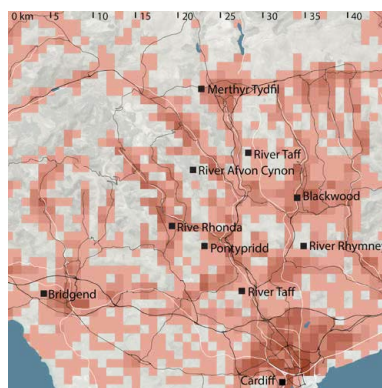 0 km 5 10 15 20 25 30 35 40
Merthyr Tydfil
River Taff
River Afvon Cynon
Blackwood
Rive Rhonda
Pontypridd
River Rhymne
River Taff
Bridgend
Cardiff